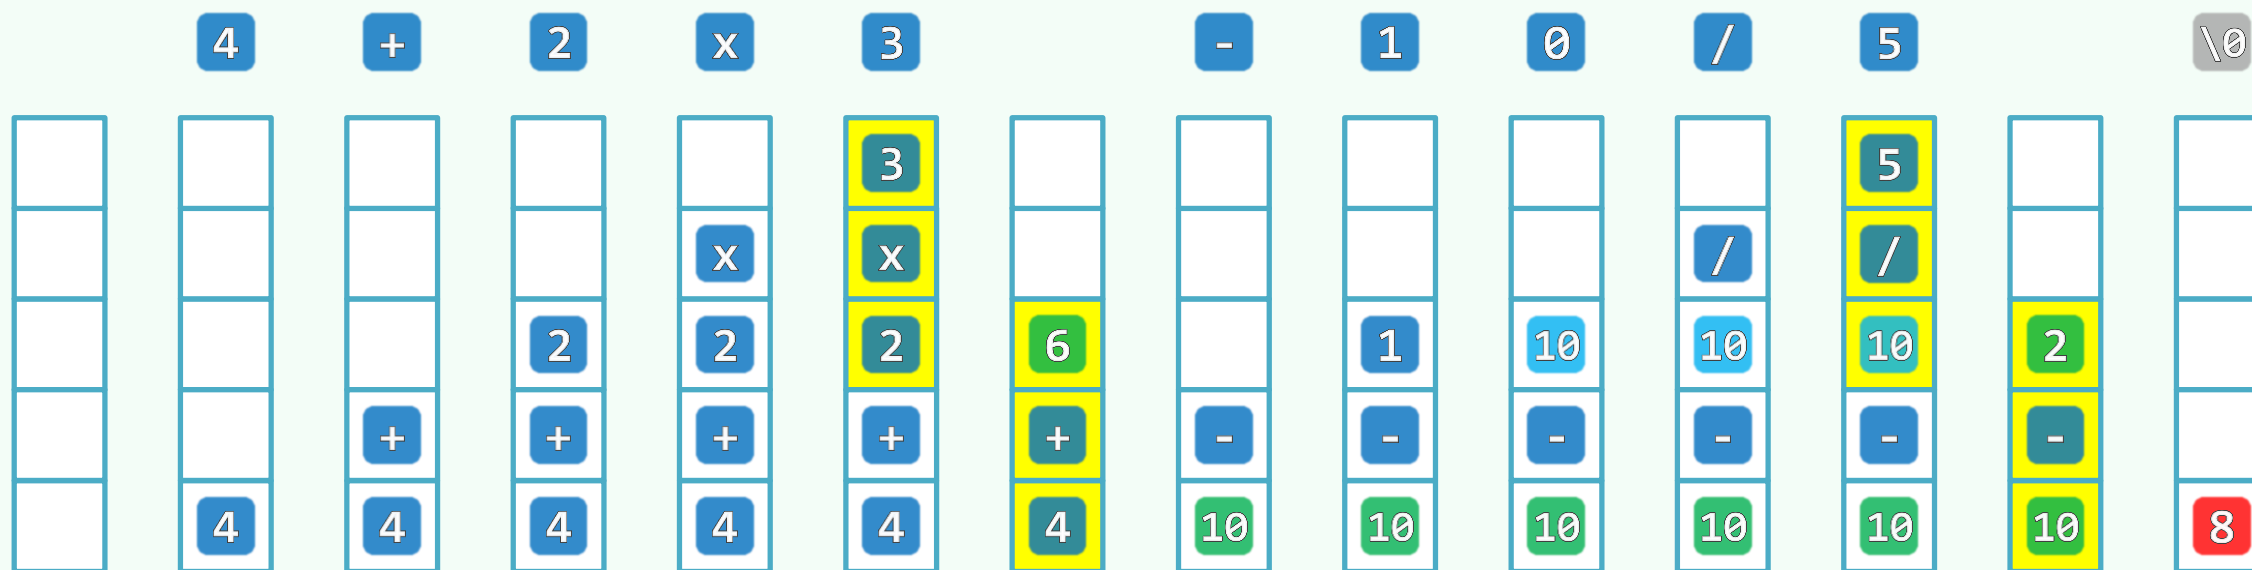 4 + 2 x 3 - 1 0 / 5 \0
3 5
x x / /
2 2 2 6 1 10 10 10 2
+ + + + + - - - - - -
4 4 4 4 4 4 10 10 10 10 10 10 8